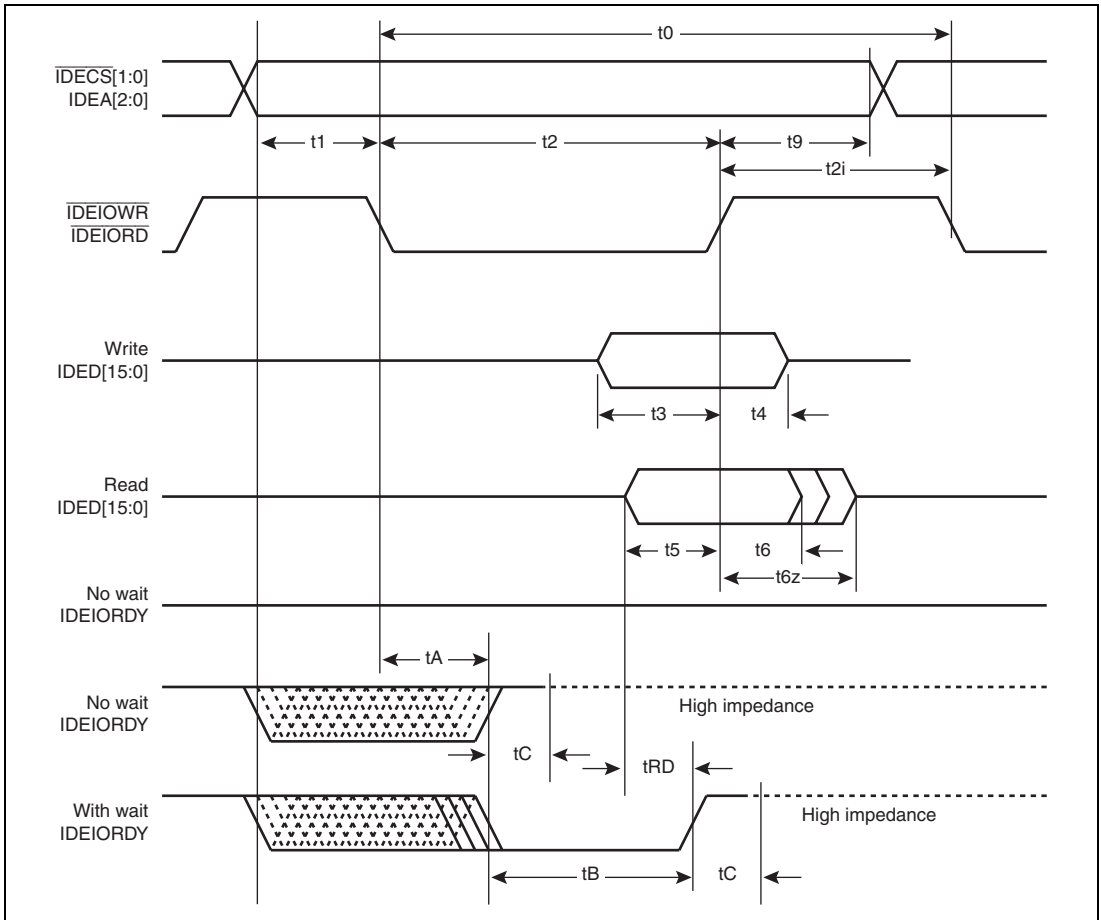 t0
IDECS[1:0]
IDEA[2:0]
t1
t2
t9
t2i
IDEIOWR
IDEIORD
Write
IDED[15:0]
t3
t4
Read
IDED[15:0]
t5
t6
t6z
No wait
IDEIORDY
tA
No wait
IDEIORDY
High impedance
tC
tRD
With wait
IDEIORDY
High impedance
tB
tC